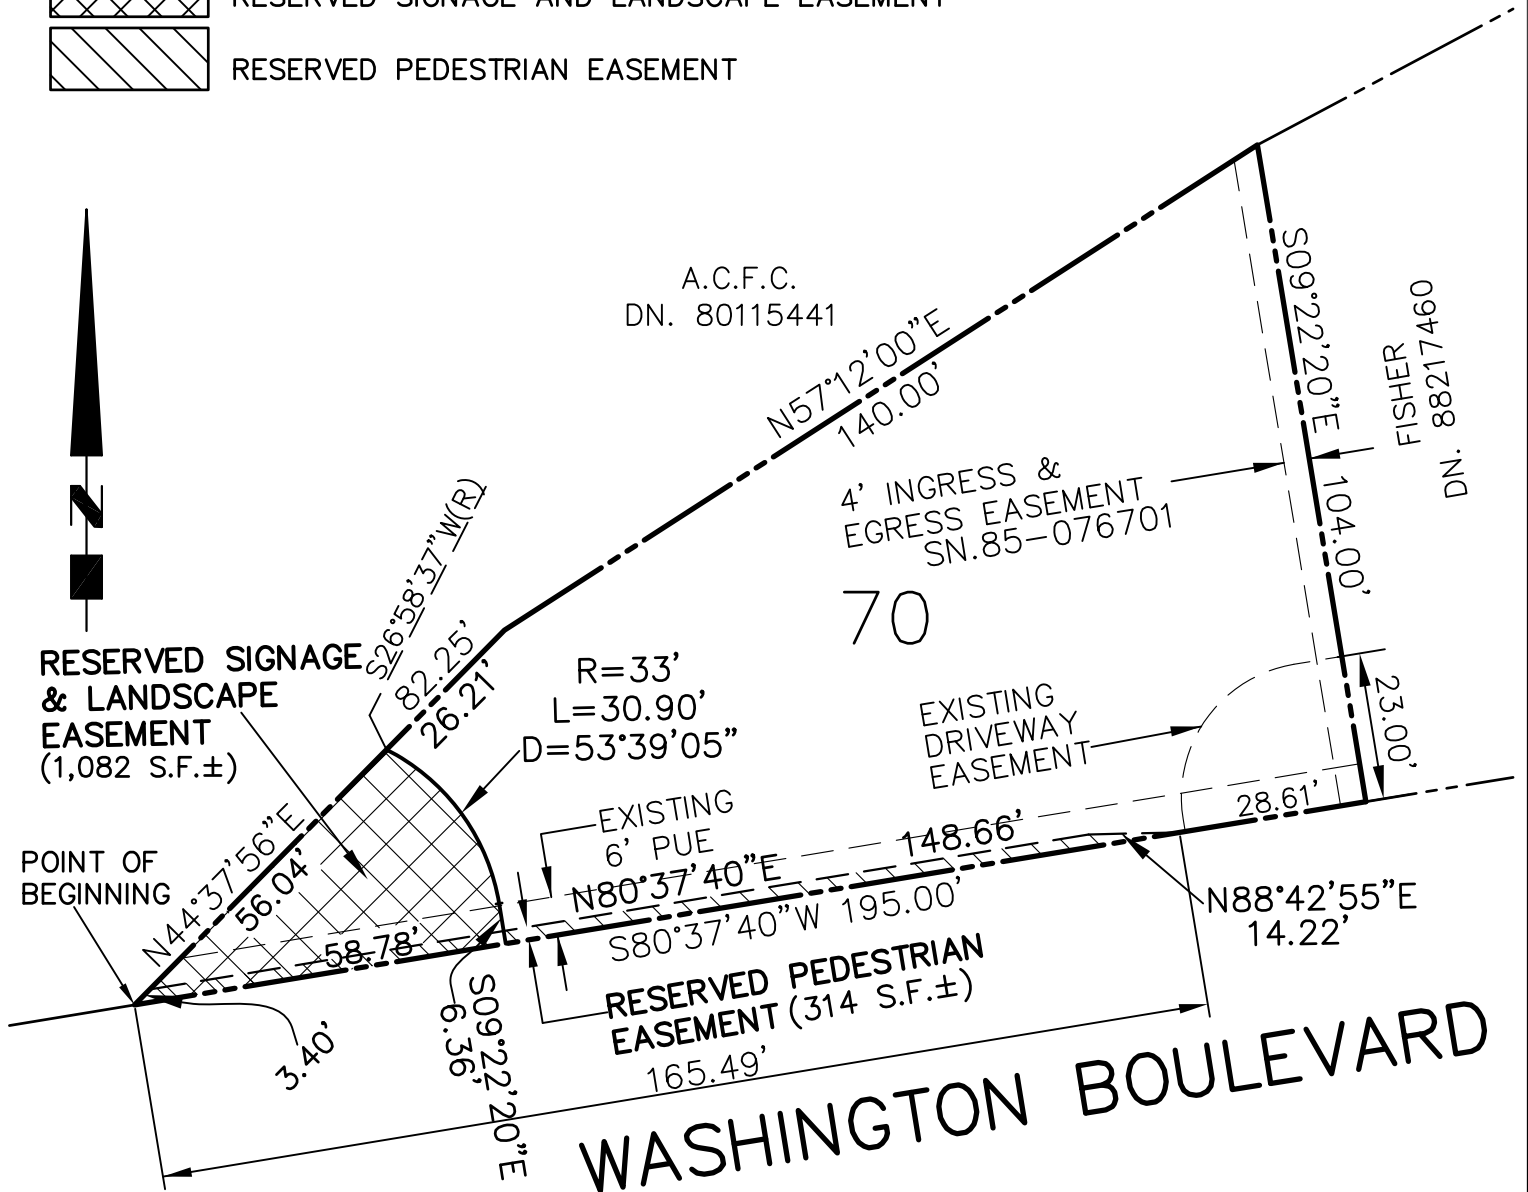 RESERVED SIGNAGE AND LANDSCAPE EASEMENT
RESERVED PEDESTRIAN EASEMENT
A.C.F.C.
DN. 80115441
N57°12'00"E
140.00'
S09°22'20"E
104.00'
FISHER
DN. 88217460
4' INGRESS &
EGRESS EASEMENT
SN.85-076701
70
N
S26°58'37"W(R)
82.25'
26.21'
RESERVED SIGNAGE
& LANDSCAPE
EASEMENT
(1,082 S.F.±)
R=33'
L=30.90'
D=53°39'05"
EXISTING
DRIVEWAY
EASEMENT
23.00'
28.61'
EXISTING
6' PUE
148.66'
N80°37'40"E
S80°37'40"W 195.00'
N88°42'55"E
14.22'
POINT OF
BEGINNING
N44°37'56"E
56.04'
58.78'
3.40'
S09°22'20"E
6.36'
RESERVED PEDESTRIAN
EASEMENT (314 S.F.±)
165.49'
WASHINGTON BOULEVARD